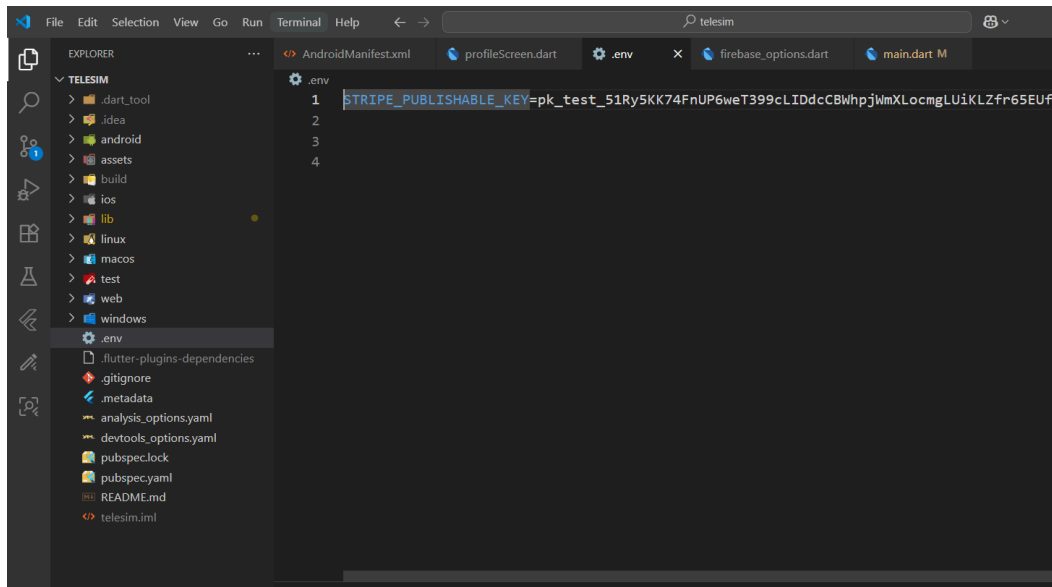 File Edit Selection View Go Run Terminal Help telesim
EXPLORER
AndroidManifest.xml profileScreen.dart .env firebase_options.dart main.dart M
TELESIM
.env
.dart_tool
1 STRIPE_PUBLISHABLE_KEY=pk_test_51Ry5KK74FnUP6weT399cLIDdcCBWhpjWmXLocmgLUiKLZfr65EUf
.idea
2
android
3
assets
4
build
ios
lib
linux
macos
test
web
windows
.env
.flutter-plugins-dependencies
.gitignore
.metadata
analysis_options.yaml
devtools_options.yaml
pubspec.lock
pubspec.yaml
README.md
telesim.iml
1